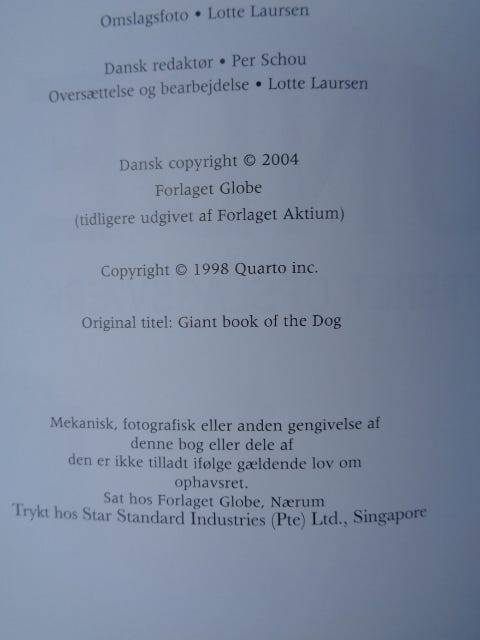 Omslagsfoto • Lotte Laursen
Dansk redaktør • Per Schou
Oversættelse og bearbejdelse • Lotte Laursen
Dansk copyright © 2004
Forlaget Globe
(tidligere udgivet af Forlaget Aktium)
Copyright © 1998 Quarto inc.
Original titel: Giant book of the Dog
Mekanisk, fotografisk eller anden gengivelse af
denne bog eller dele af
den er ikke tilladt ifølge gældende lov om
ophavsret.
Sat hos Forlaget Globe, Nærum
Trykt hos Star Standard Industries (Pte) Ltd., Singapore